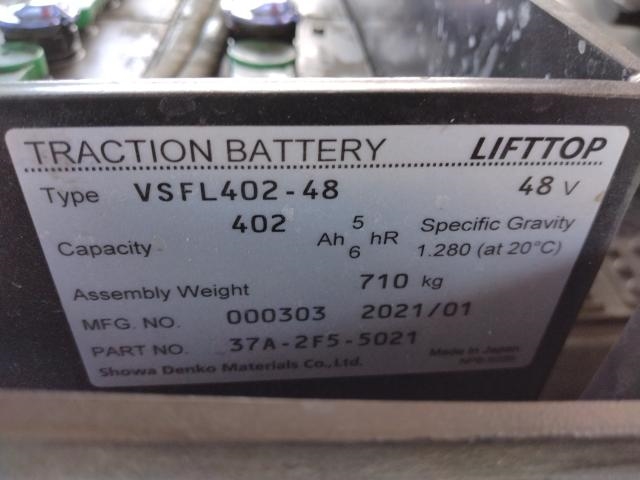 TRACTION BATTERY LIFTTOP
Type VSFL402-48 48 V
Capacity 402 Ah 5 hR Specific Gravity
6 1.280 (at 20°C)
Assembly Weight 710 kg
MFG. NO. 000303 2021/01
PART NO. 37A-2F5-5021
Showa Denko Materials Co., Ltd. Made in Japan